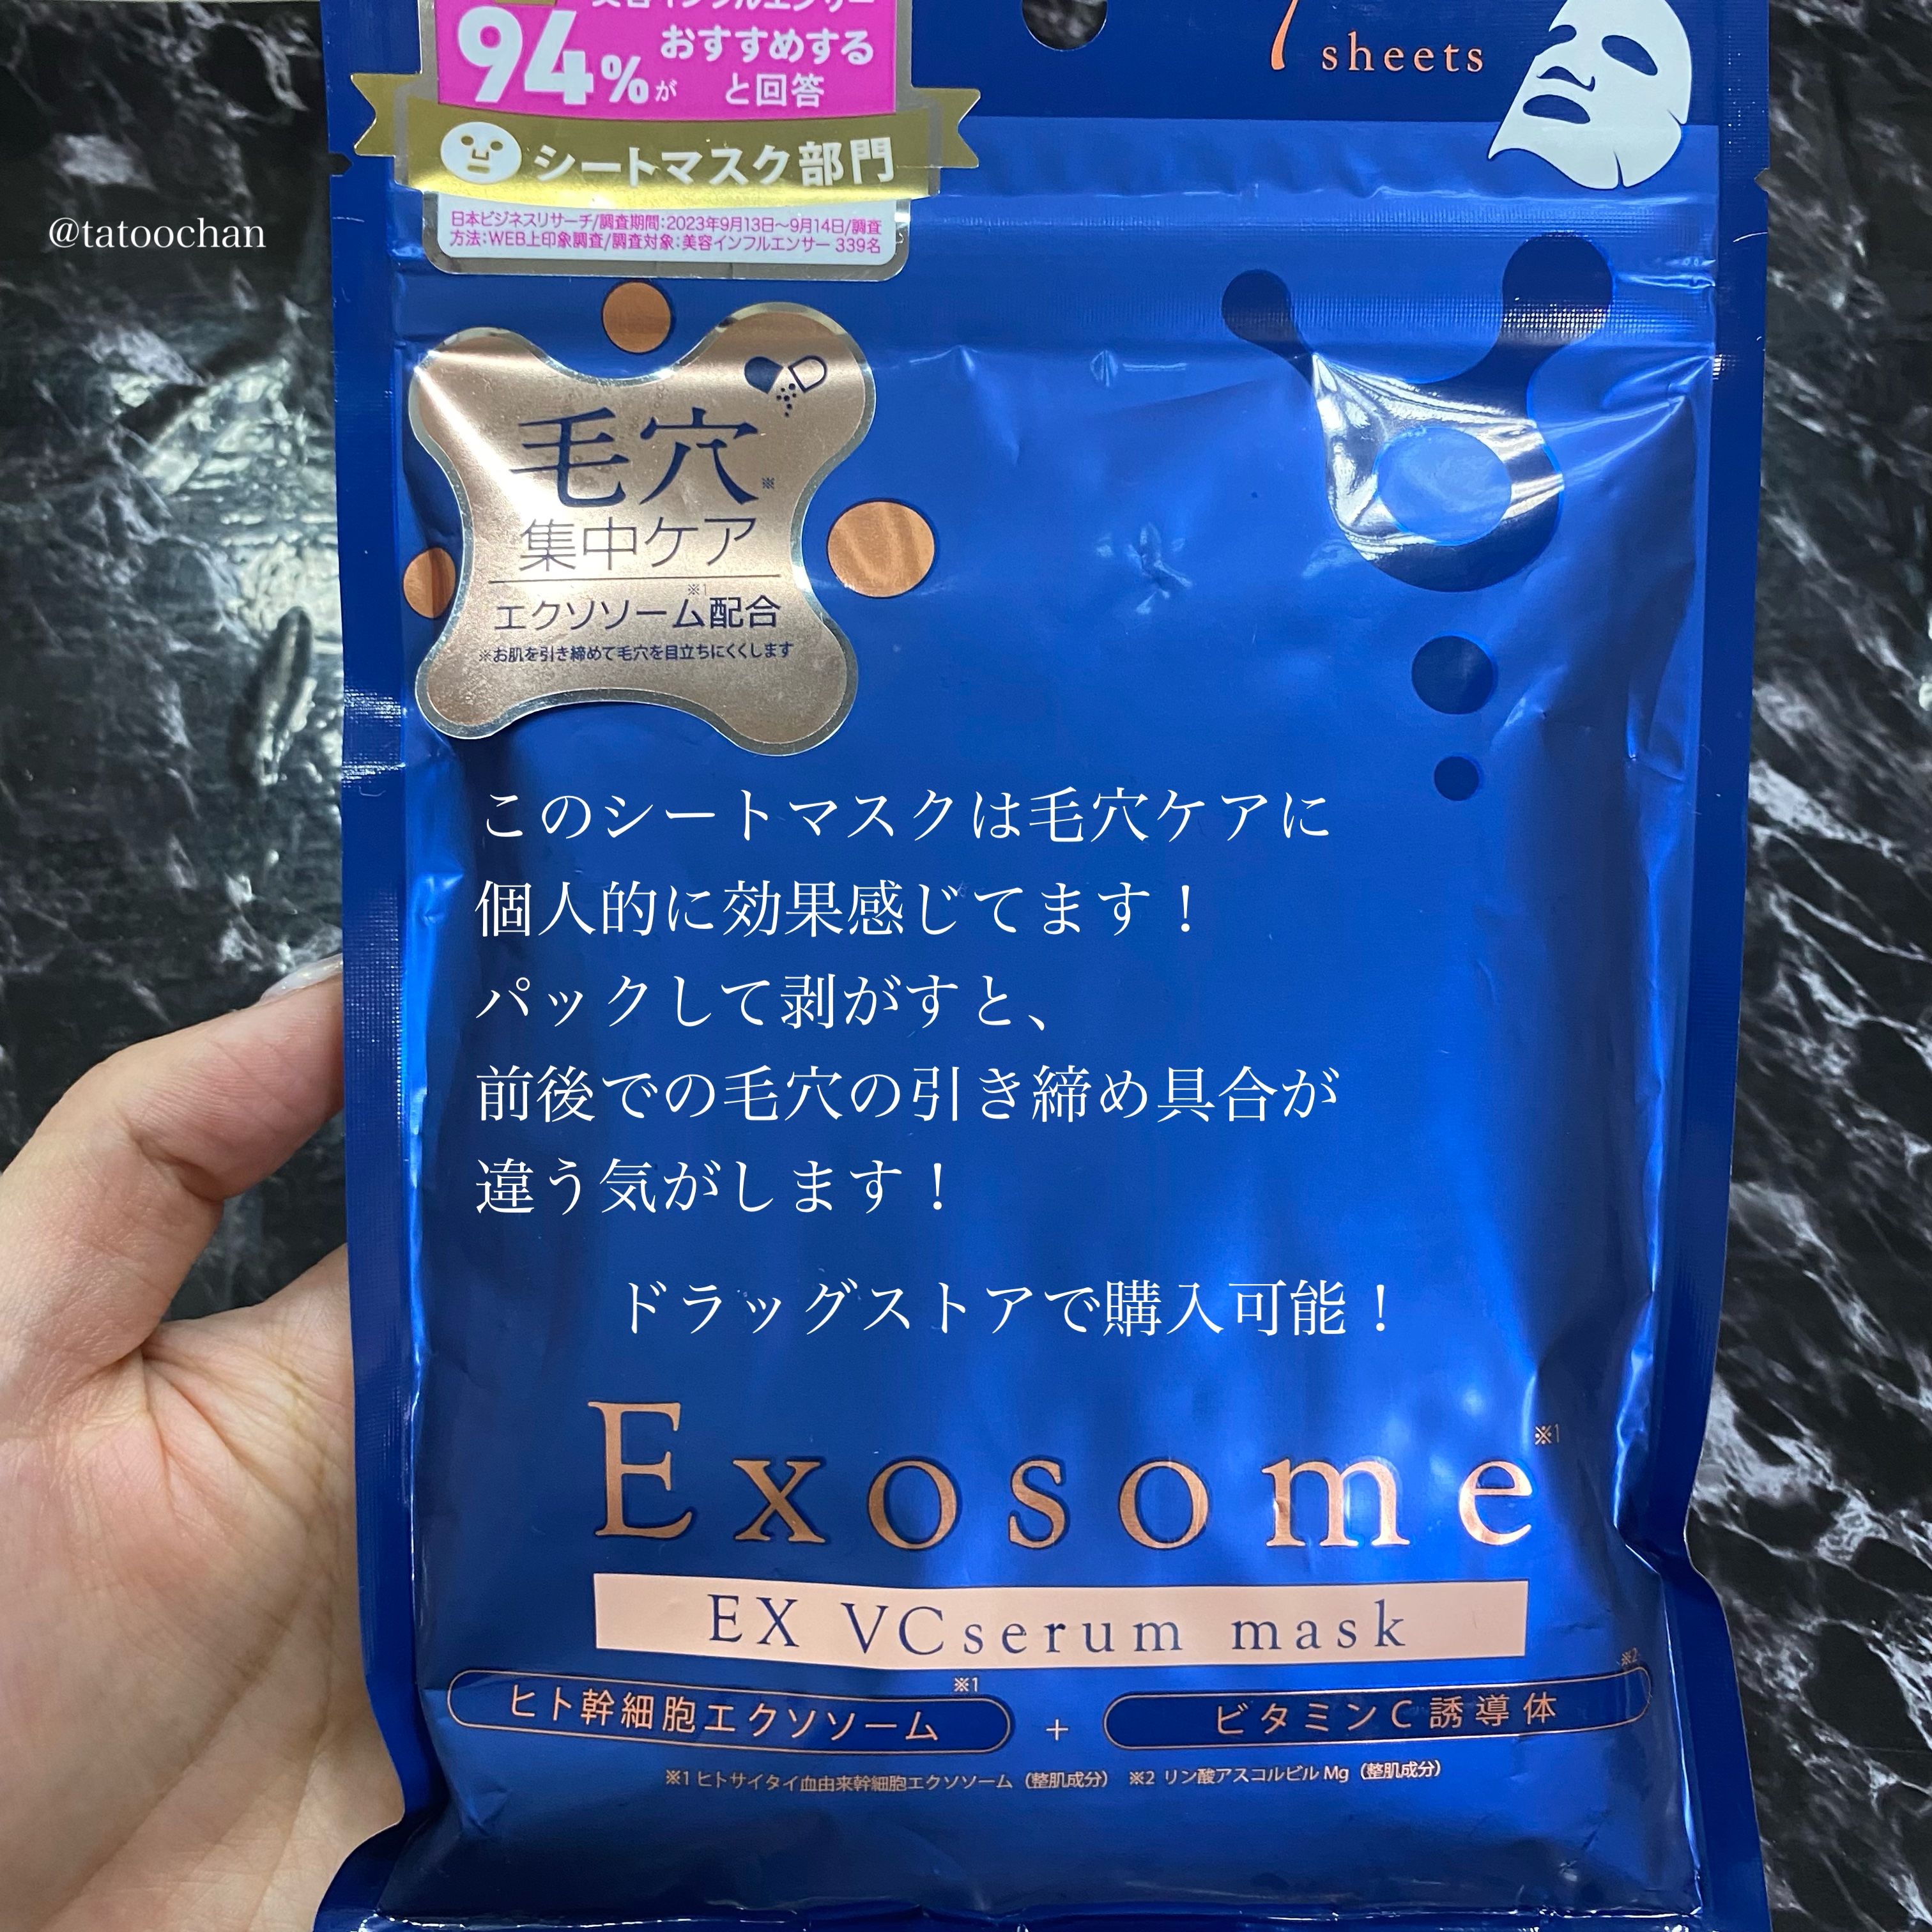 美容インフルエンサー
94%が おすすめする
と回答
シートマスク部門
日本ビジネスリサーチ/調査期間:2023年9月13日〜9月14日/調査
方法:WEB上印象調査/調査対象:美容インフルエンサー 339名
7 sheets
@tatoochan
毛穴※
集中ケア
エクソソーム※1配合
※お肌を引き締めて毛穴を目立ちにくくします
このシートマスクは毛穴ケアに
個人的に効果感じてます！
パックして剥がすと、
前後での毛穴の引き締め具合が
違う気がします！
ドラッグストアで購入可能！
Exosome※1
EX VCserum mask
ヒト幹細胞エクソソーム※1 + ビタミンC誘導体※2
※1 ヒトサイタイ血由来幹細胞エクソソーム（整肌成分） ※2 リン酸アスコルビルMg（整肌成分）